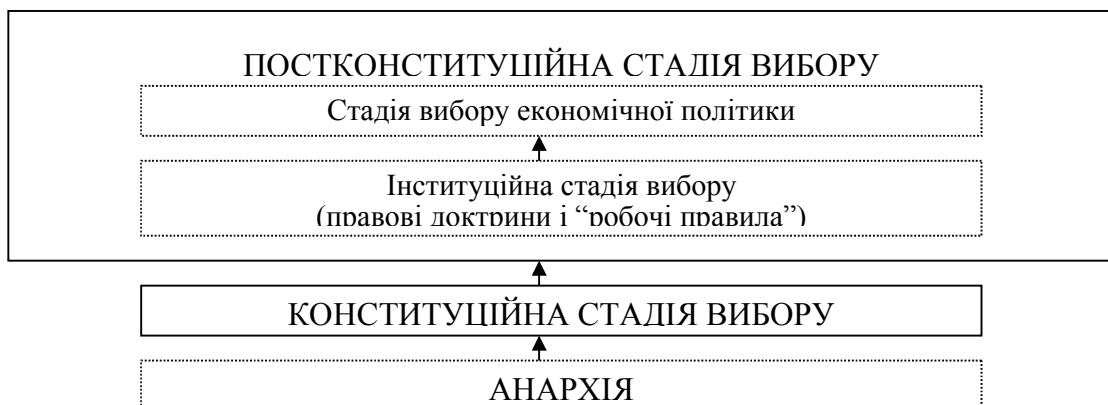 ПОСТКОНСТИТУЦІЙНА СТАДІЯ ВИБОРУ
Стадія вибору економічної політики
Інституційна стадія вибору
(правові доктрини і “робочі правила”)
КОНСТИТУЦІЙНА СТАДІЯ ВИБОРУ
АНАРХІЯ